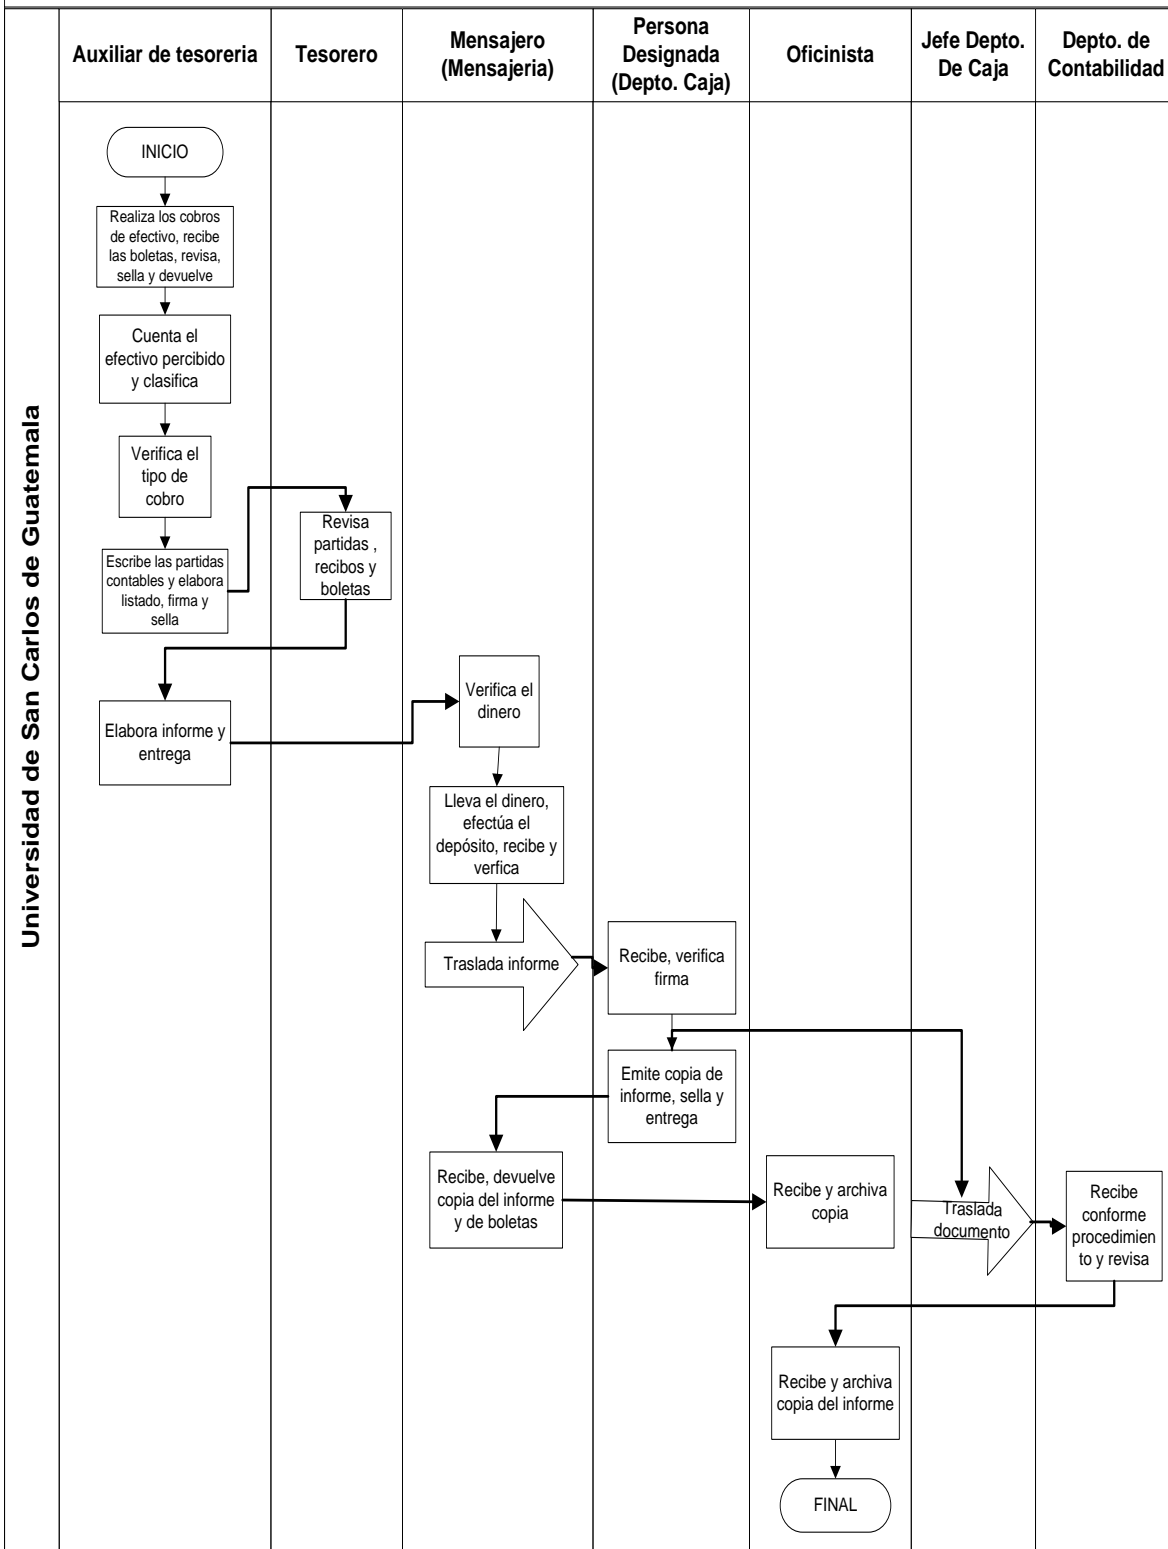 Universidad de San Carlos de Guatemala
Auxiliar de tesoreria
Tesorero
Mensajero
(Mensajeria)
Persona
Designada
(Depto. Caja)
Oficinista
Jefe Depto.
De Caja
Depto. de
Contabilidad
INICIO
Realiza los cobros
de efectivo, recibe
las boletas, revisa,
sella y devuelve
Cuenta el
efectivo percibido
y clasifica
Verifica el
tipo de
cobro
Escribe las partidas
contables y elabora
listado, firma y
sella
Revisa
partidas ,
recibos y
boletas
Elabora informe y
entrega
Verifica el
dinero
Lleva el dinero,
efectúa el
depósito, recibe y
verfica
Traslada informe
Recibe, verifica
firma
Emite copia de
informe, sella y
entrega
Recibe, devuelve
copia del informe
y de boletas
Recibe y archiva
copia
Traslada
documento
Recibe
conforme
procedimien
to y revisa
Recibe y archiva
copia del informe
FINAL